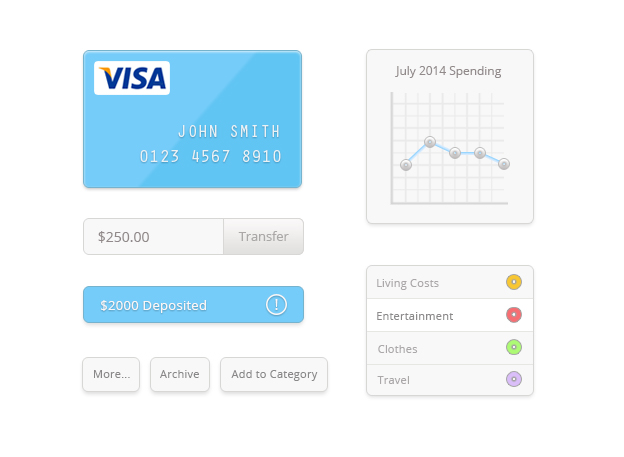 VISA
JOHN SMITH
0123 4567 8910
$250.00
Transfer
$2000 Deposited
!
More...
Archive
Add to Category
July 2014 Spending
Living Costs
Entertainment
Clothes
Travel